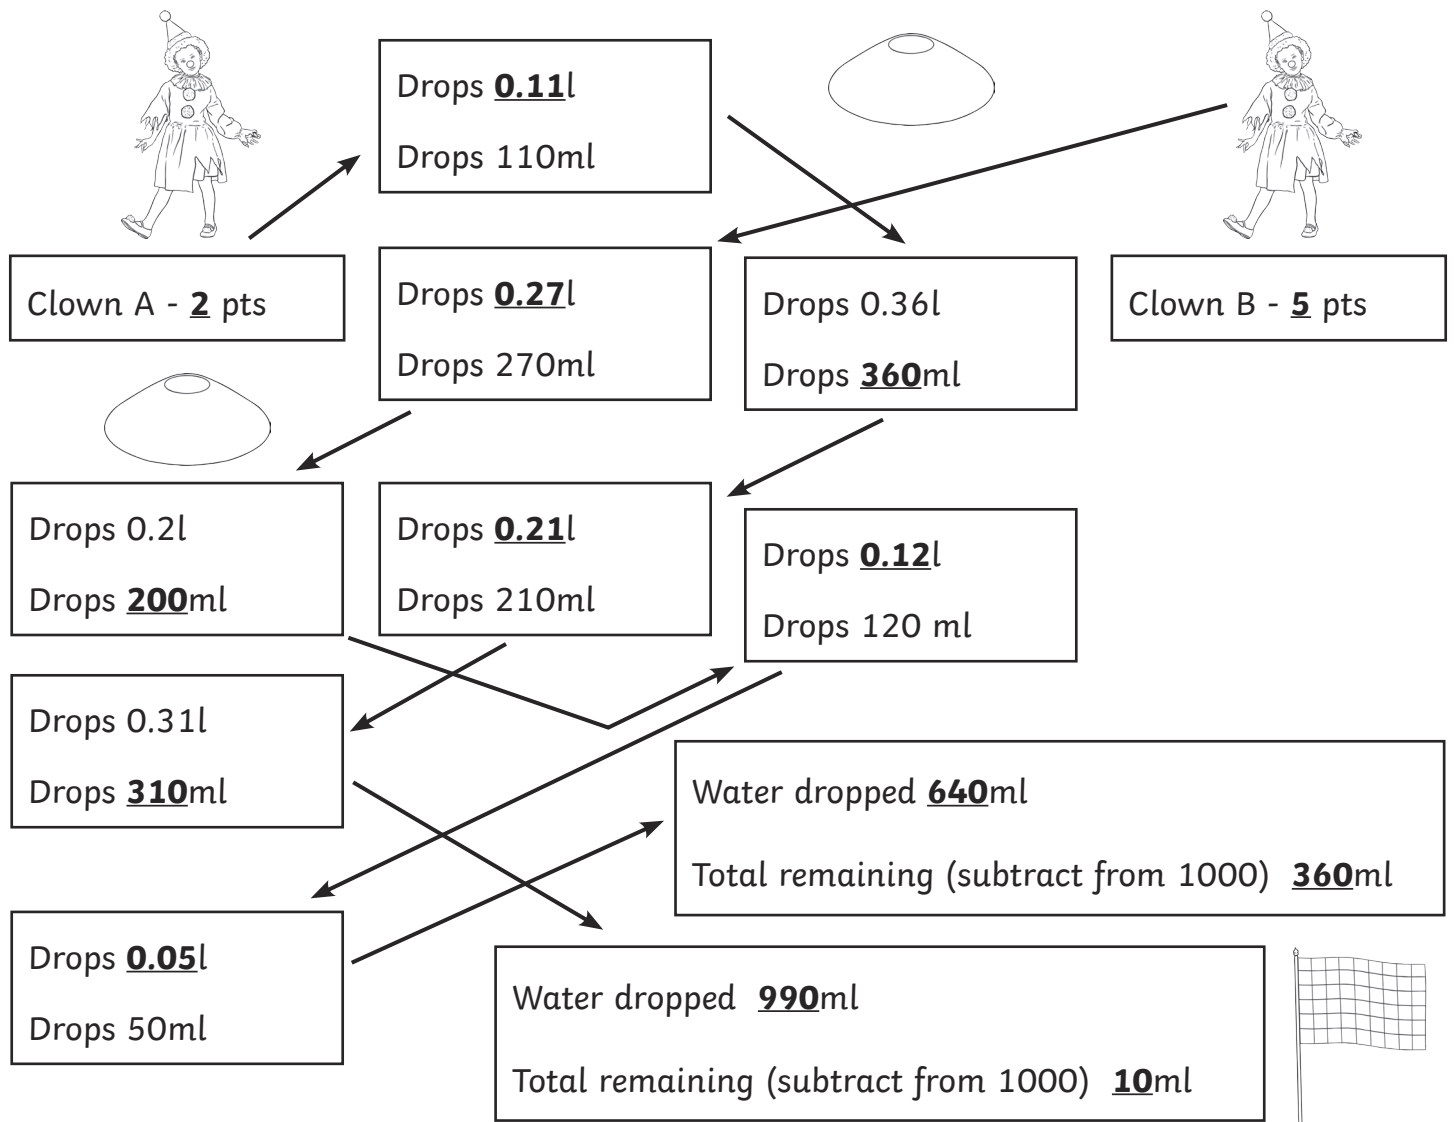 Drops 0.11l
Drops 110ml
Clown A - 2 pts
Drops 0.27l
Drops 270ml
Drops 0.36l
Drops 360ml
Clown B - 5 pts
Drops 0.2l
Drops 200ml
Drops 0.21l
Drops 210ml
Drops 0.12l
Drops 120 ml
Drops 0.31l
Drops 310ml
Water dropped 640ml
Total remaining (subtract from 1000) 360ml
Drops 0.05l
Drops 50ml
Water dropped 990ml
Total remaining (subtract from 1000) 10ml